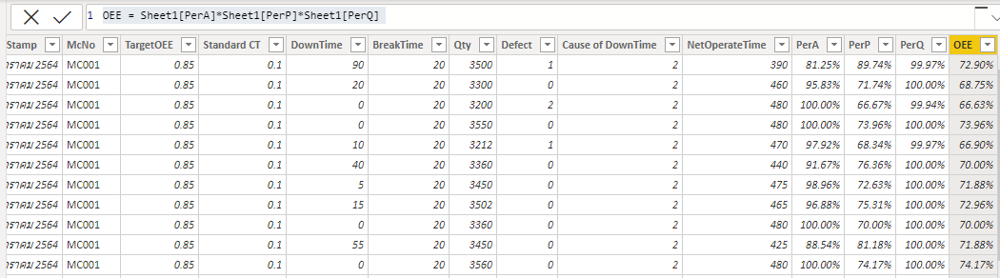 1 OEE = Sheet1[PerA]*Sheet1[PerP]*Sheet1[PerQ]
Stamp McNo TargetOEE Standard CT DownTime BreakTime Qty Defect Cause of DownTime NetOperateTime PerA PerP PerQ OEE
ราคม 2564 MC001 0.85 0.1 90 20 3500 1 2 390 81.25% 89.74% 99.97% 72.90%
ราคม 2564 MC001 0.85 0.1 20 20 3300 0 2 460 95.83% 71.74% 100.00% 68.75%
ราคม 2564 MC001 0.85 0.1 0 20 3200 2 2 480 100.00% 66.67% 99.94% 66.63%
ราคม 2564 MC001 0.85 0.1 0 20 3550 0 2 480 100.00% 73.96% 100.00% 73.96%
ราคม 2564 MC001 0.85 0.1 10 20 3212 1 2 470 97.92% 68.34% 99.97% 66.90%
ราคม 2564 MC001 0.85 0.1 40 20 3360 0 2 440 91.67% 76.36% 100.00% 70.00%
ราคม 2564 MC001 0.85 0.1 5 20 3450 0 2 475 98.96% 72.63% 100.00% 71.88%
ราคม 2564 MC001 0.85 0.1 15 20 3502 0 2 465 96.88% 75.31% 100.00% 72.96%
ราคม 2564 MC001 0.85 0.1 0 20 3360 0 2 480 100.00% 70.00% 100.00% 70.00%
ราคม 2564 MC001 0.85 0.1 55 20 3450 0 2 425 88.54% 81.18% 100.00% 71.88%
ราคม 2564 MC001 0.85 0.1 0 20 3560 0 2 480 100.00% 74.17% 100.00% 74.17%